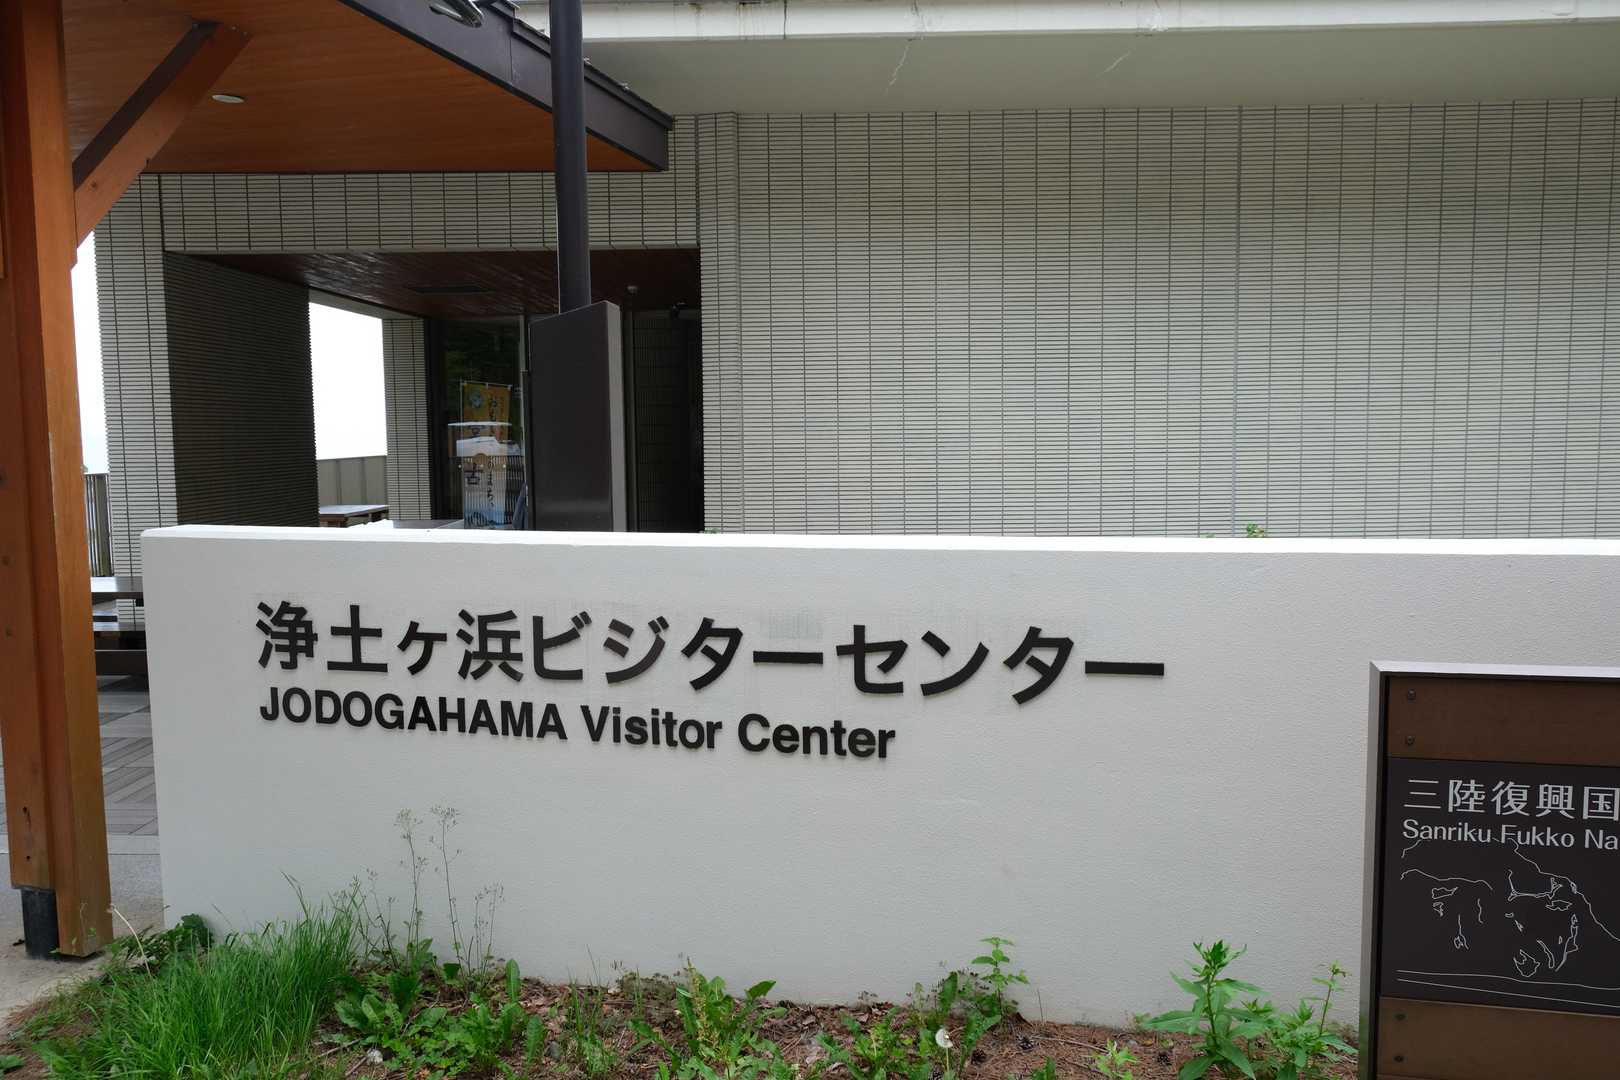 浄土ヶ浜ビジターセンター
JODOGAHAMA Visitor Center
三陸復興国
Sanriku Fukko Na